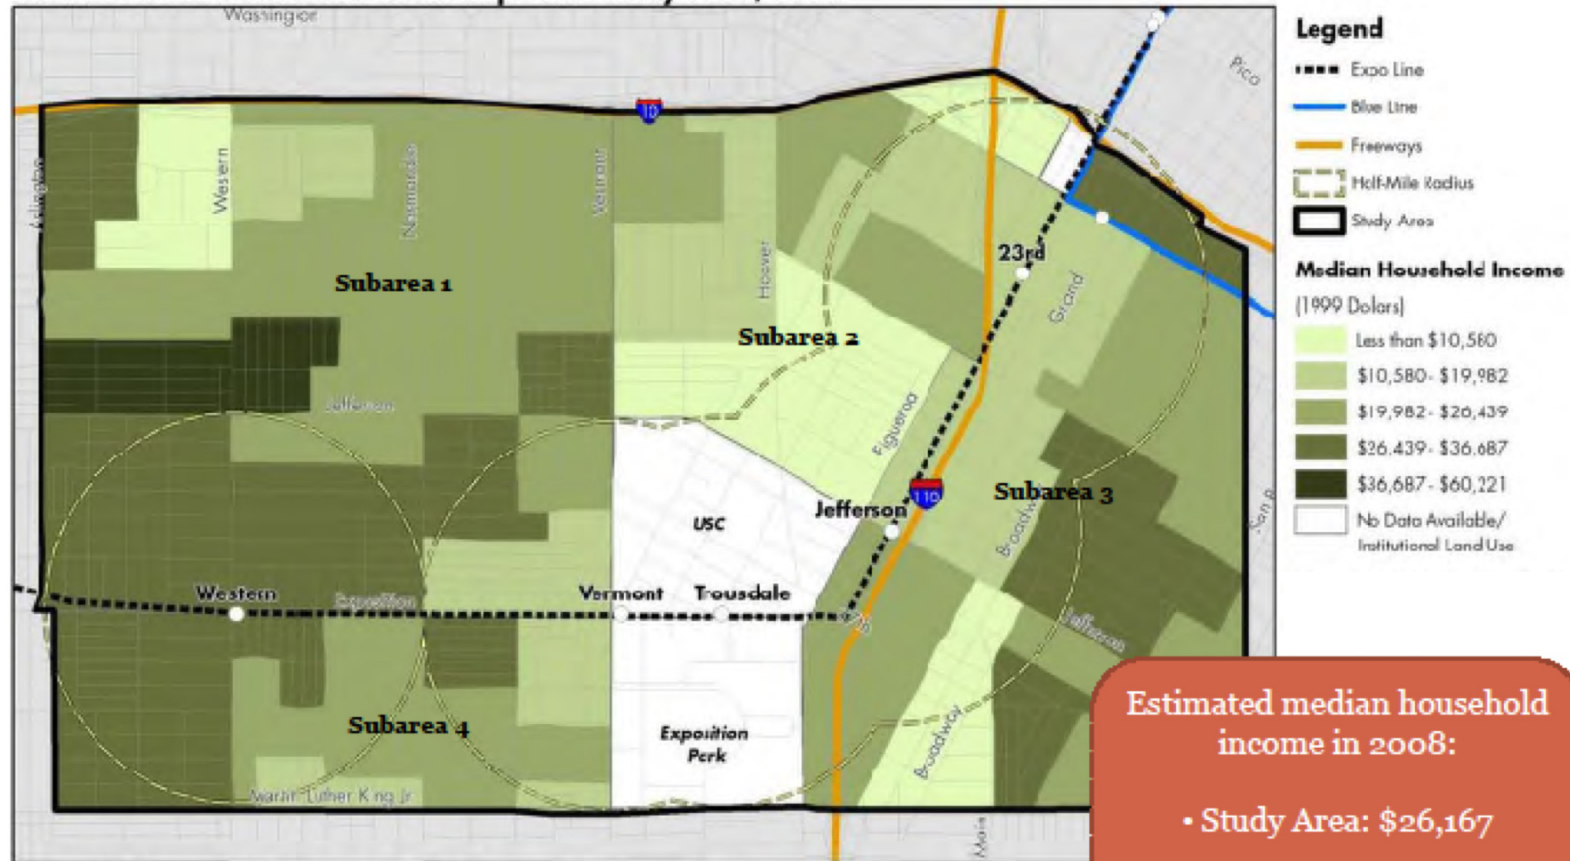 Washington
Pico
10
Arlington
Western
Normandie
Vermont
Hoover
Subarea 1
Subarea 2
23rd
Grand
Jefferson
Figueroa
USC
Jefferson
110
Subarea 3
Broadway
Western
Exposition
Vermont
Trousdale
Jefferson
Subarea 4
Exposition
Park
Broadway
Martin Luther King Jr
Main
Legend
Expo Line
Blue Line
Freeways
Half-Mile Radius
Study Area
Median Household Income
(1999 Dollars)
Less than $10,580
$10,580- $19,982
$19,982- $26,439
$26,439- $36,687
$36,687- $60,221
No Data Available/
Institutional Land Use
Estimated median household
income in 2008:
• Study Area: $26,167